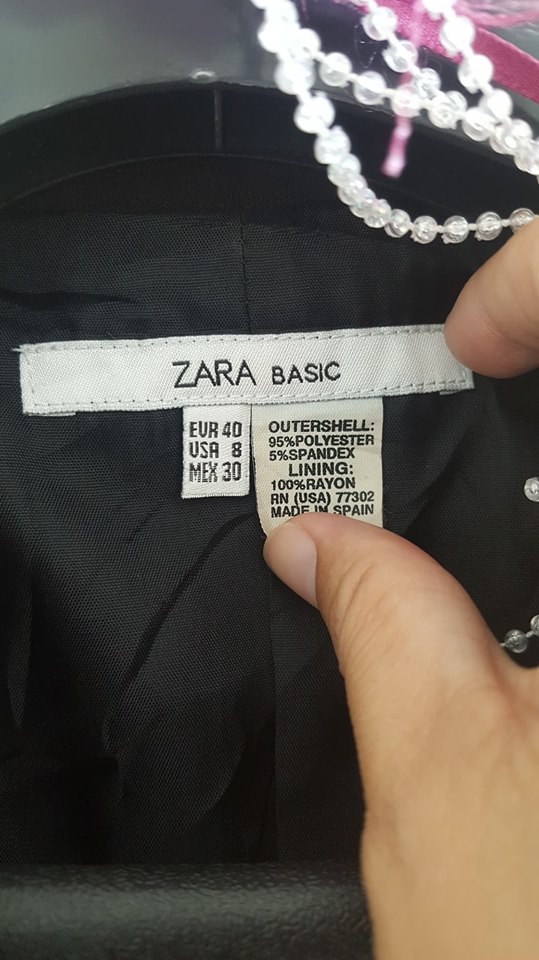 ZARA BASIC
EUR 40
USA 8
MEX 30
OUTERSHELL:
95%POLYESTER
5%SPANDEX
LINING:
100%RAYON
RN (USA) 77302
MADE IN SPAIN